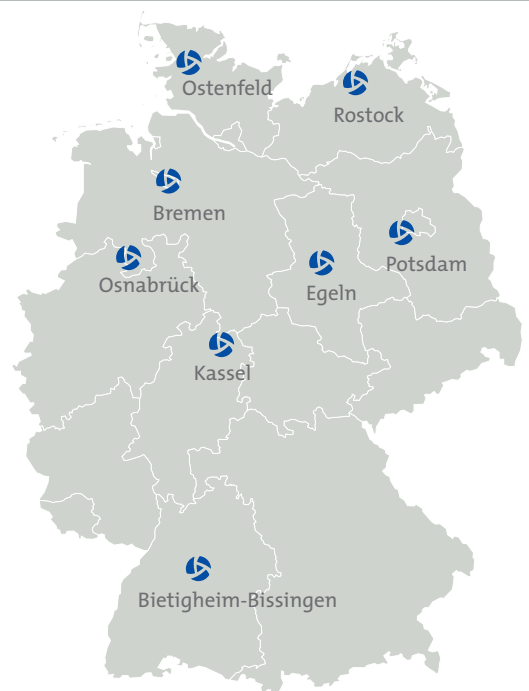 Ostenfeld
Rostock
Bremen
Potsdam
Osnabrück
Egeln
Kassel
Bietigheim-Bissingen